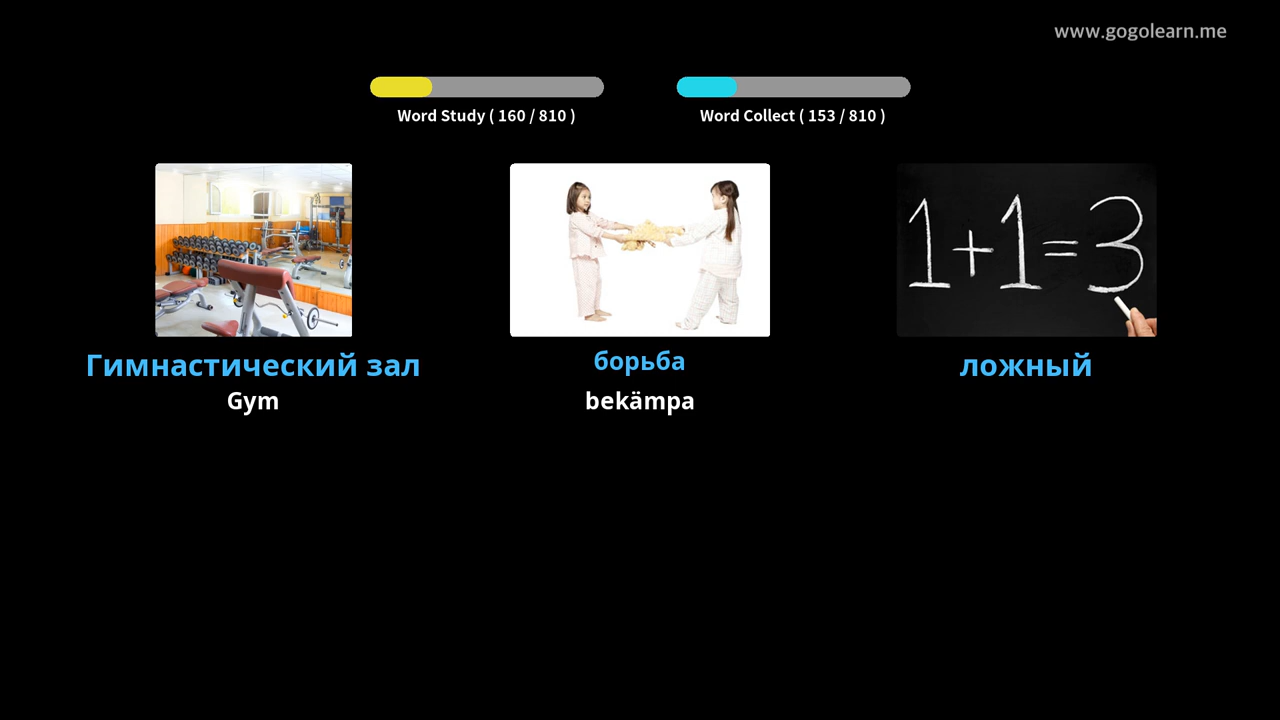 www.gogolearn.me
Word Study ( 160 / 810 )
Word Collect ( 153 / 810 )
1+1=3
Гимнастический зал
Gym
борьба
bekämpa
ложный